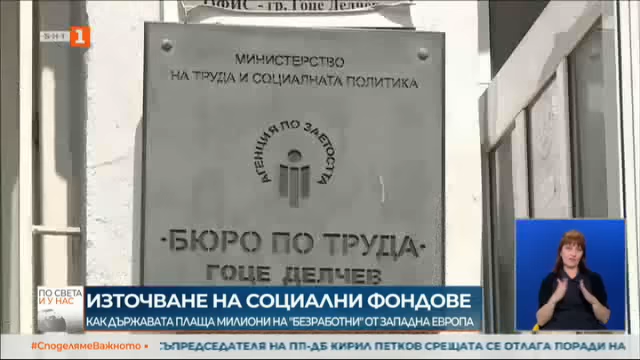 ОФИС - гр. Гоце Делчев
БНТ 1
МИНИСТЕРСТВО
НА ТРУДА И СОЦИАЛНАТА ПОЛИТИКА
АГЕНЦИЯ ПО ЗАЕТОСТТА
·БЮРО ПО ТРУДА·
ГОЦЕ ДЕЛЧЕВ
ПО СВЕТА
И У НАС
ИЗТОЧВАНЕ НА СОЦИАЛНИ ФОНДОВЕ
КАК ДЪРЖАВАТА ПЛАЩА МИЛИОНИ НА "БЕЗРАБОТНИ" ОТ ЗАПАДНА ЕВРОПА
#СподелямеВажното СЪПРЕДСЕДАТЕЛЯ НА ПП-ДБ КИРИЛ ПЕТКОВ СРЕЩАТА СЕ ОТЛАГА ПОРАДИ НА